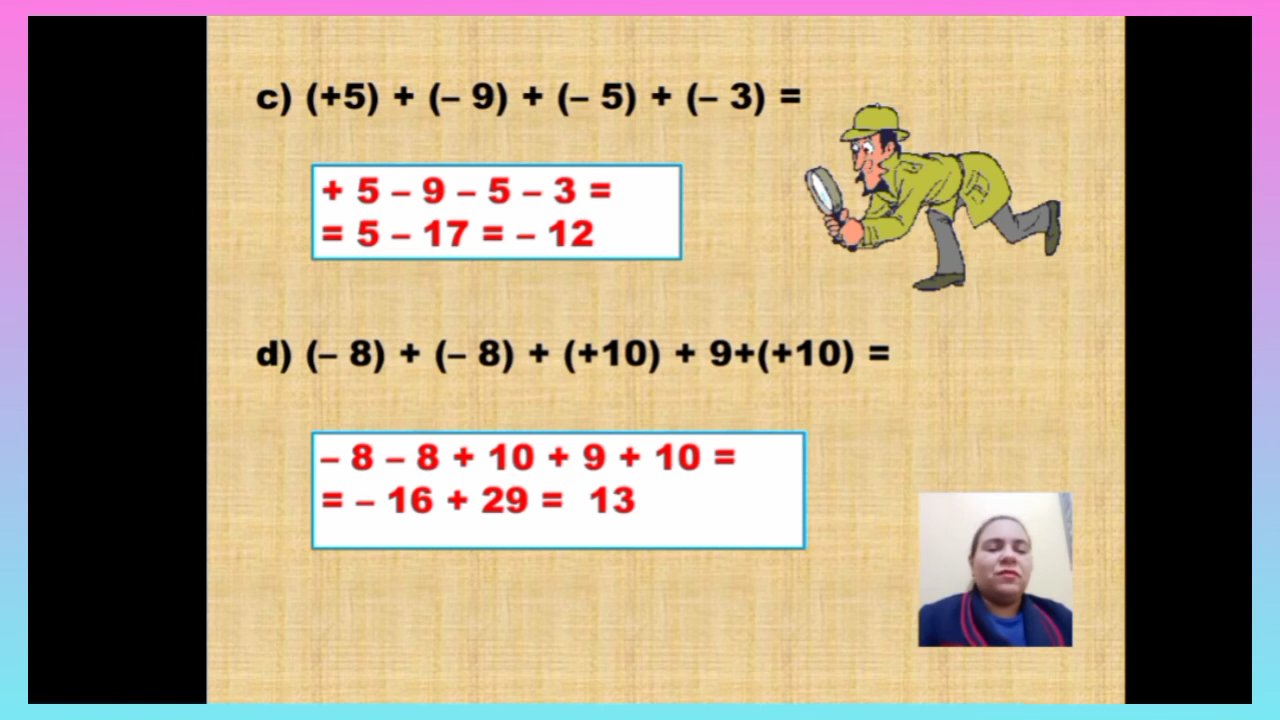 c) (+5) + (– 9) + (– 5) + (– 3) =
+ 5 – 9 – 5 – 3 =
= 5 – 17 = – 12
d) (– 8) + (– 8) + (+10) + 9+(+10) =
– 8 – 8 + 10 + 9 + 10 =
= – 16 + 29 = 13